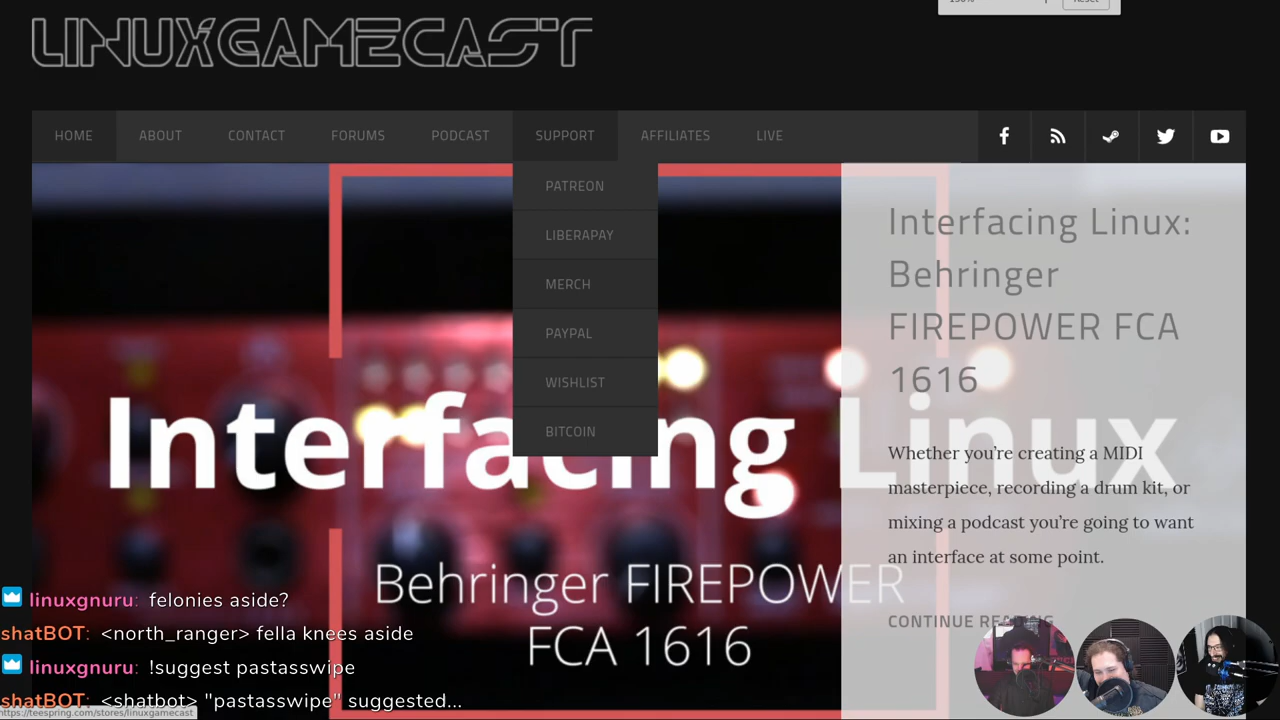 Reset
LINUXGAMECAST
HOME ABOUT CONTACT FORUMS PODCAST SUPPORT AFFILIATES LIVE
PATREON
LIBERAPAY
MERCH
PAYPAL
WISHLIST
BITCOIN
Interfacing Linux
Behringer FIREPOWER
FCA 1616
Interfacing Linux:
Behringer
FIREPOWER FCA
1616
Whether you’re creating a MIDI
masterpiece, recording a drum kit, or
mixing a podcast you’re going to want
an interface at some point.
CONTINUE READING
linuxgnuru: felonies aside?
shatBOT: <north_ranger> fella knees aside
linuxgnuru: !suggest pastasswipe
shatBOT: <shatbot> "pastasswipe" suggested...
https://teespring.com/stores/linuxgamecast